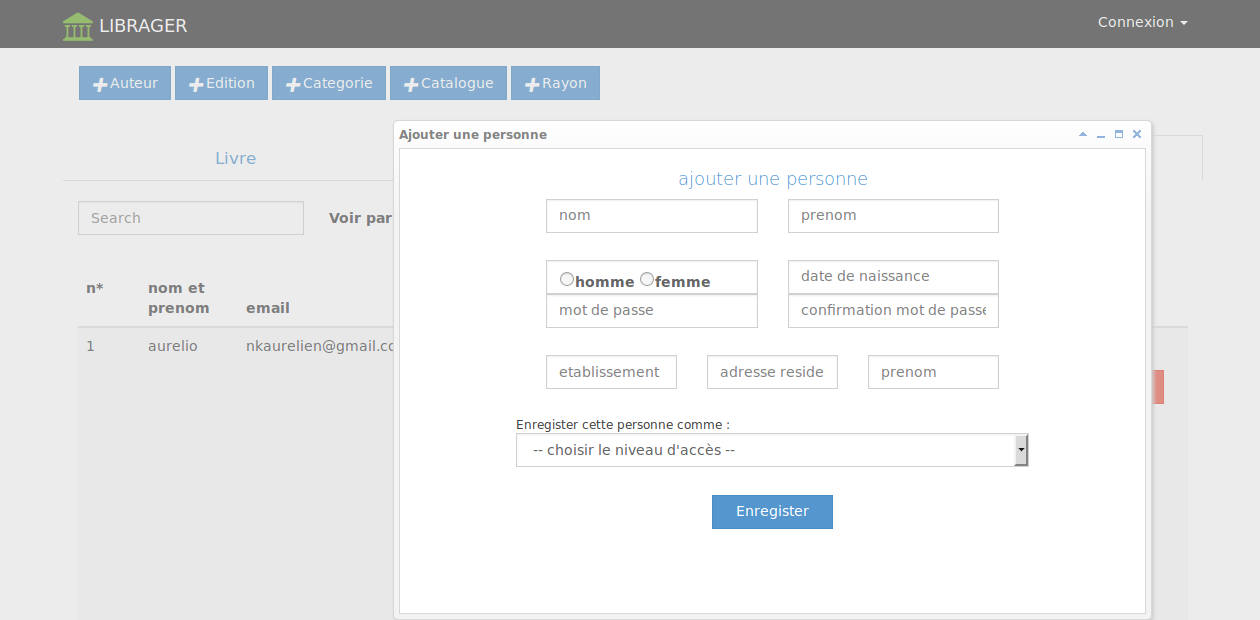 LIBRAGER
Connexion
Auteur
Edition
Categorie
Catalogue
Rayon
Livre
Search
Voir par
n*
nom et
prenom
email
1
aurelio
nkaurelien@gmail.co
Ajouter une personne
ajouter une personne
nom
prenom
homme
femme
date de naissance
mot de passe
confirmation mot de passe
etablissement
adresse reside
prenom
Enregister cette personne comme :
-- choisir le niveau d'accès --
Enregister